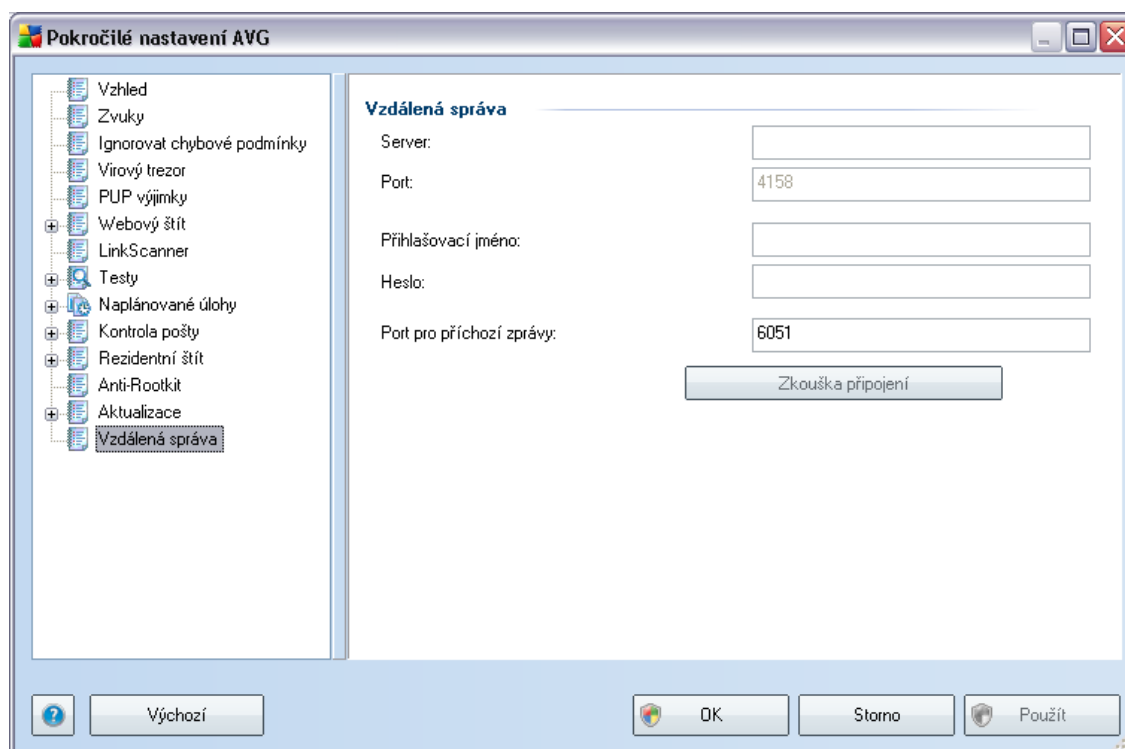 Pokročilé nastavení AVG
Vzhled
Zvuky
Ignorovat chybové podmínky
Virový trezor
PUP výjimky
Webový štít
LinkScanner
Testy
Naplánované úlohy
Kontrola pošty
Rezidentní štít
Anti-Rootkit
Aktualizace
Vzdálená správa
Vzdálená správa
Server:
Port: 4158
Přihlašovací jméno:
Heslo:
Port pro příchozí zprávy: 6051
Zkouška připojení
Výchozí OK Storno Použít